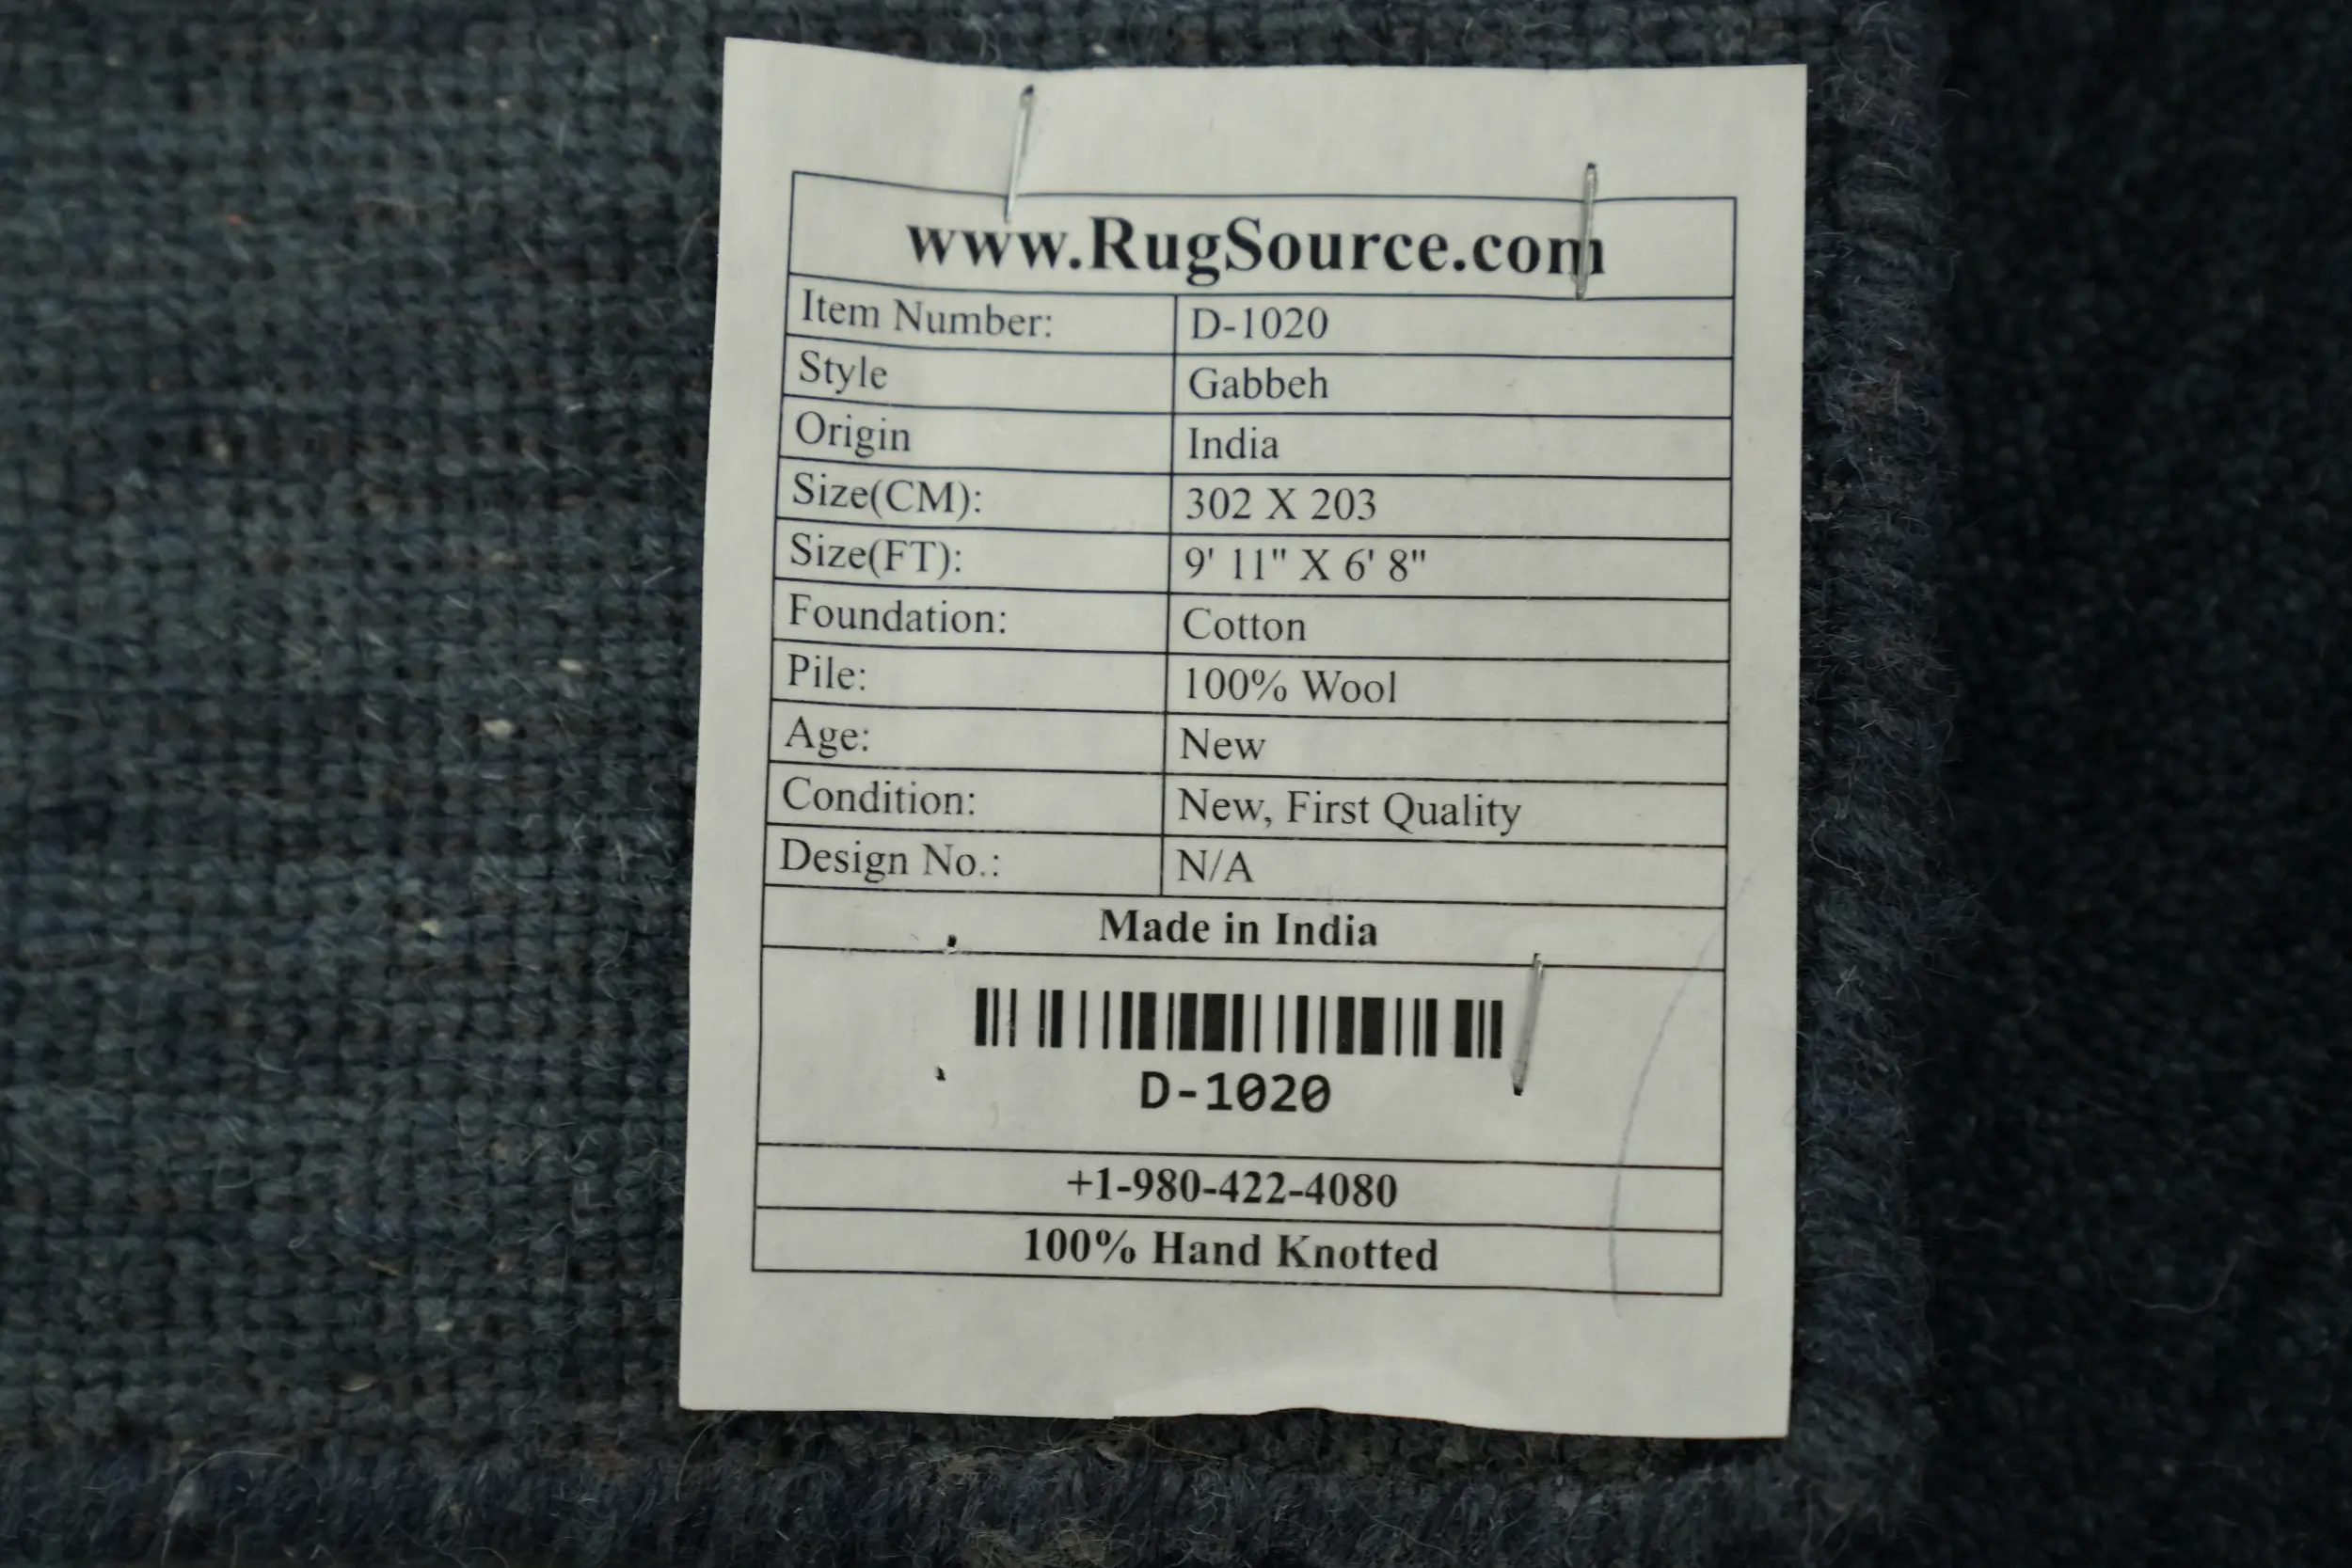 www.RugSource.com
Item Number: D-1020
Style Gabbeh
Origin India
Size(CM): 302 X 203
Size(FT): 9' 11" X 6' 8"
Foundation: Cotton
Pile: 100% Wool
Age: New
Condition: New, First Quality
Design No.: N/A
Made in India
D-1020
+1-980-422-4080
100% Hand Knotted